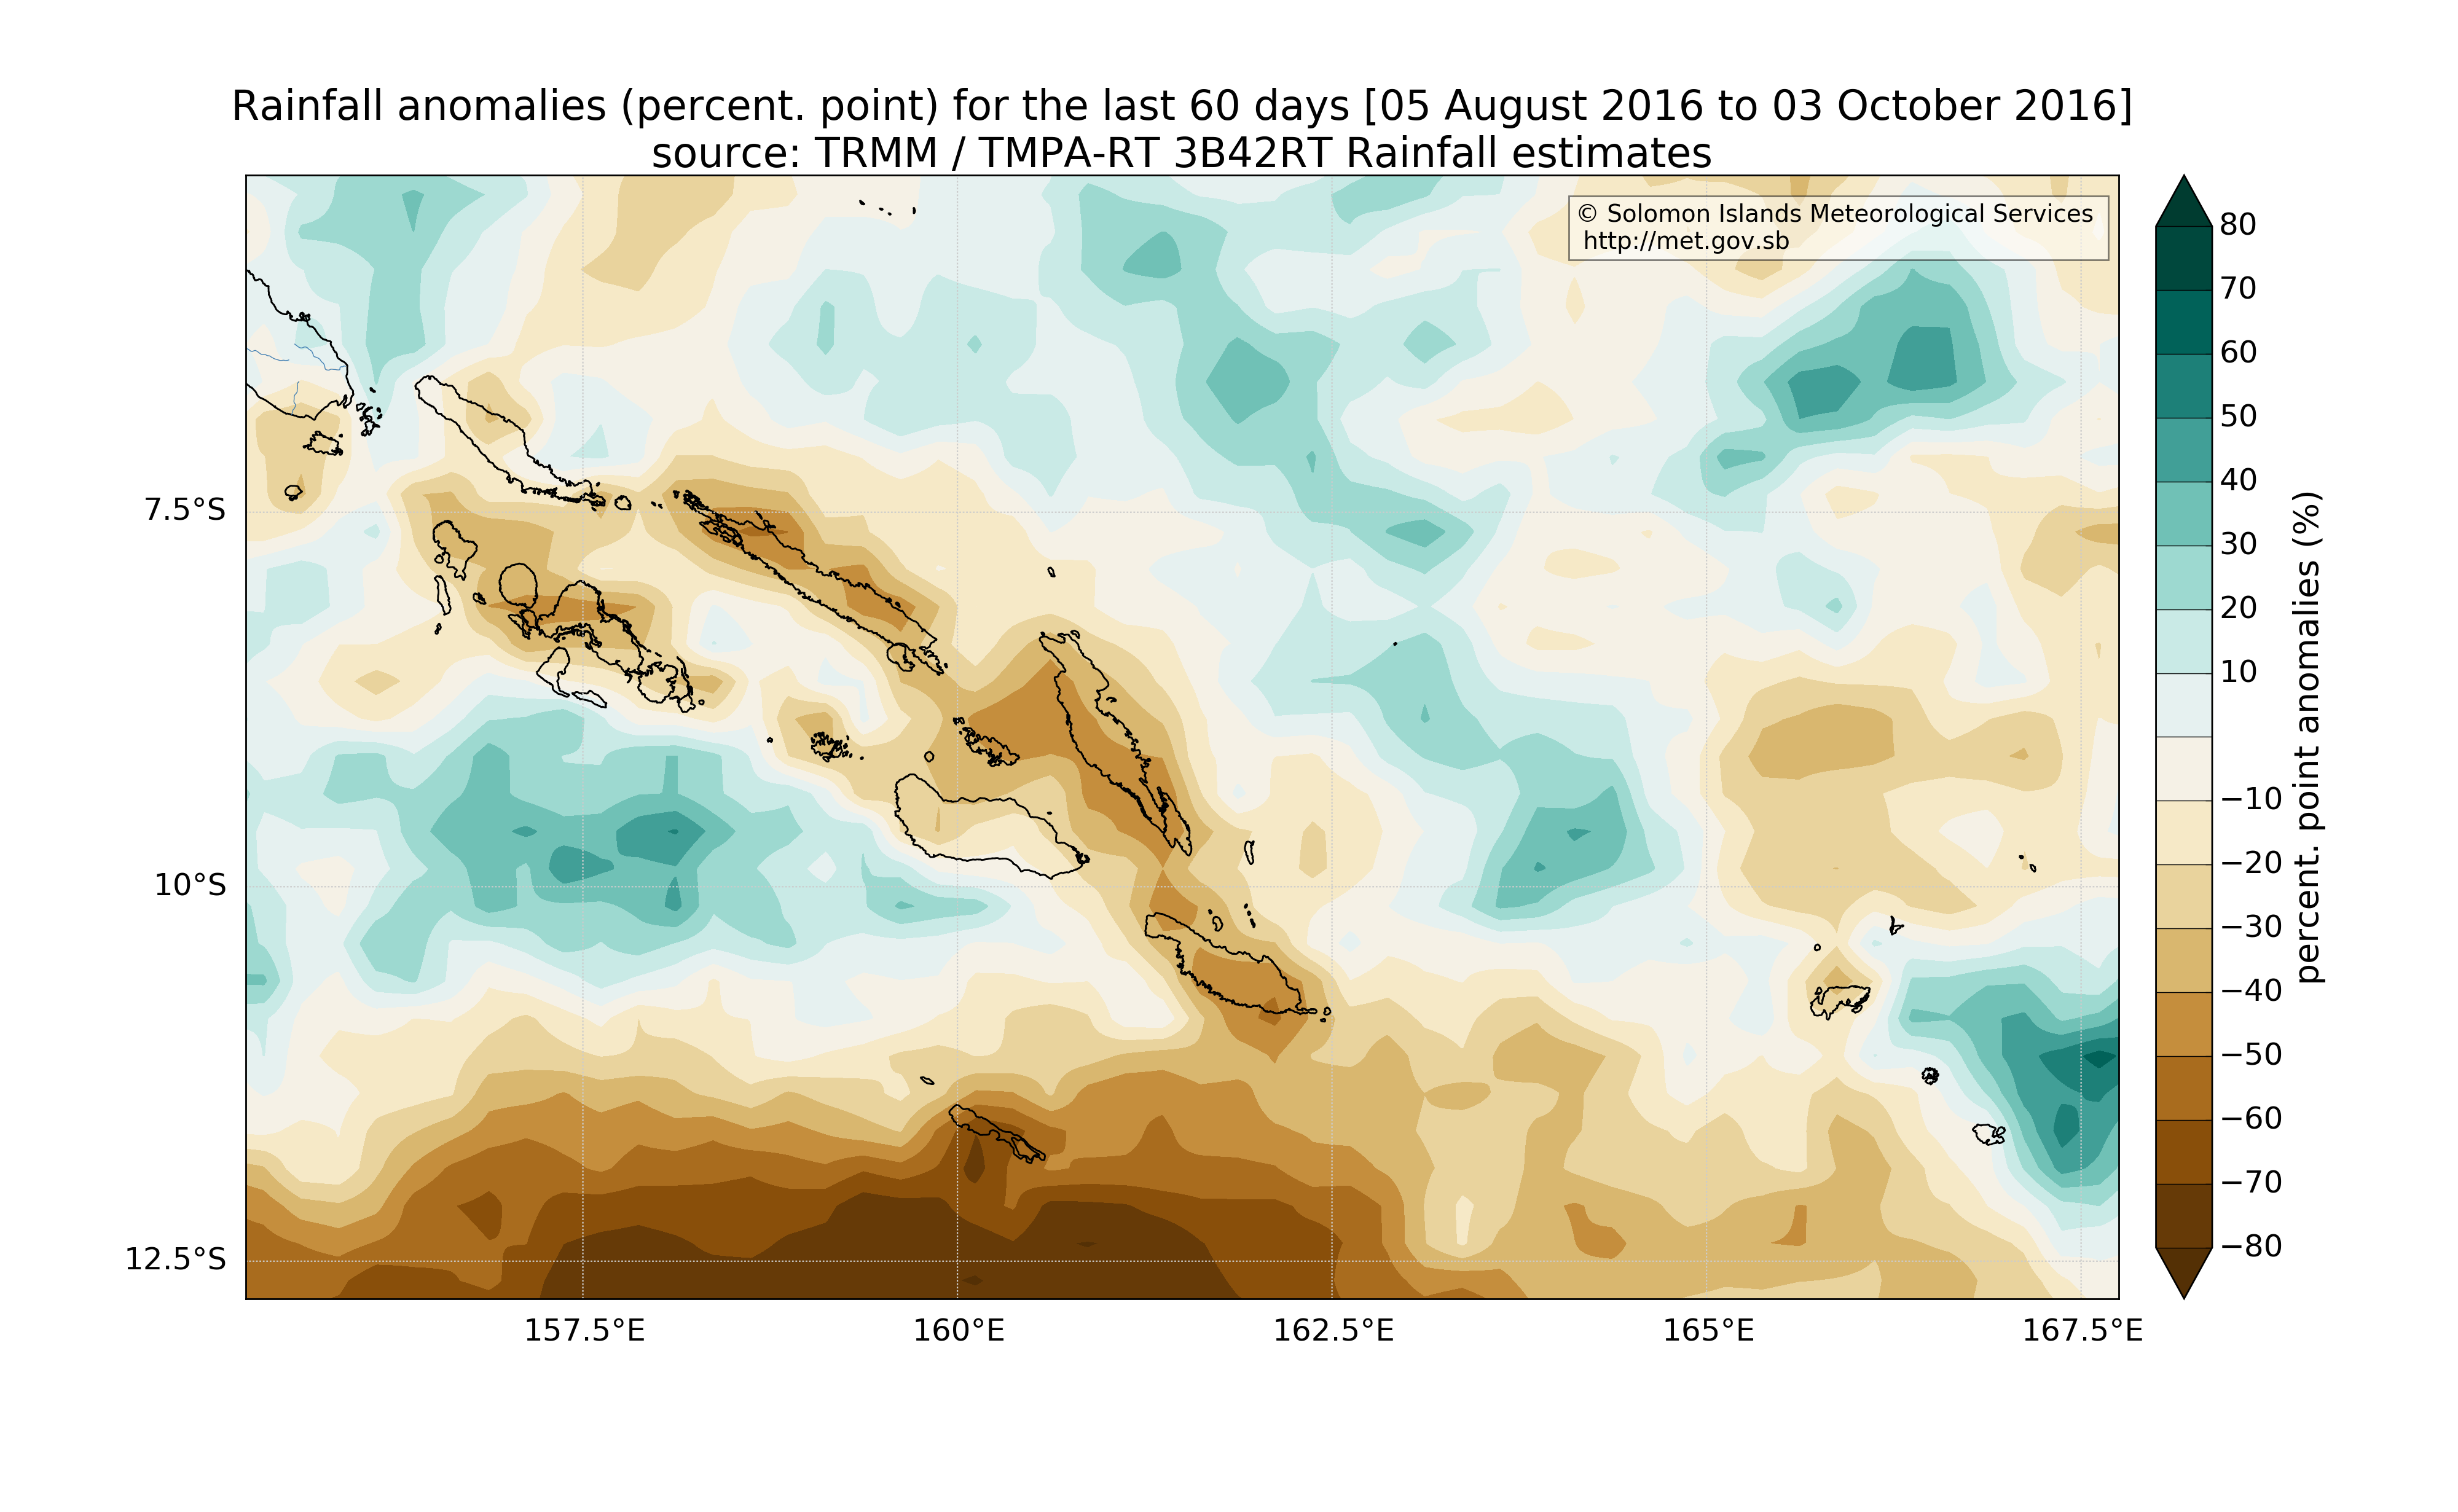 Rainfall anomalies (percent. point) for the last 60 days [05 August 2016 to 03 October 2016]
source: TRMM / TMPA-RT 3B42RT Rainfall estimates
© Solomon Islands Meteorological Services
http://met.gov.sb
7.5°S
10°S
12.5°S
157.5°E
160°E
162.5°E
165°E
167.5°E
80
70
60
50
40
30
20
10
−10
−20
−30
−40
−50
−60
−70
−80
percent. point anomalies (%)